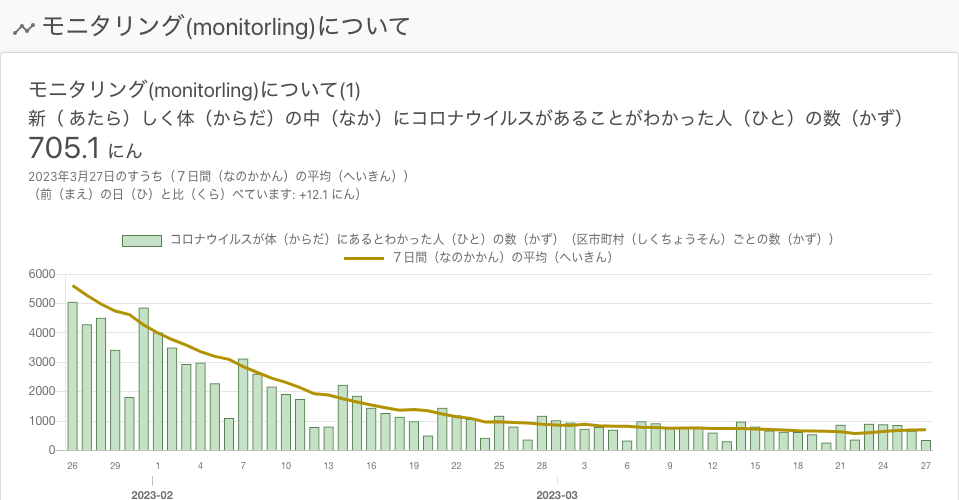 モニタリング(monitorling)について
モニタリング(monitorling)について(1)
新（ あたら）しく体（からだ）の中（なか）にコロナウイルスがあることがわかった人（ひと）の数（かず）
705.1 にん
2023年3月27日のすうち（７日間（なのかかん）の平均（へいきん））
（前（まえ）の日（ひ）と比（くら）べています: +12.1 にん）
コロナウイルスが体（からだ）にあるとわかった人（ひと）の数（かず）（区市町村（しくちょうそん）ごとの数（かず））
７日間（なのかかん）の平均（へいきん）
6000
5000
4000
3000
2000
1000
0
26 29 1 4 7 10 13 16 19 22 25 28 3 6 9 12 15 18 21 24 27
2023-02 2023-03